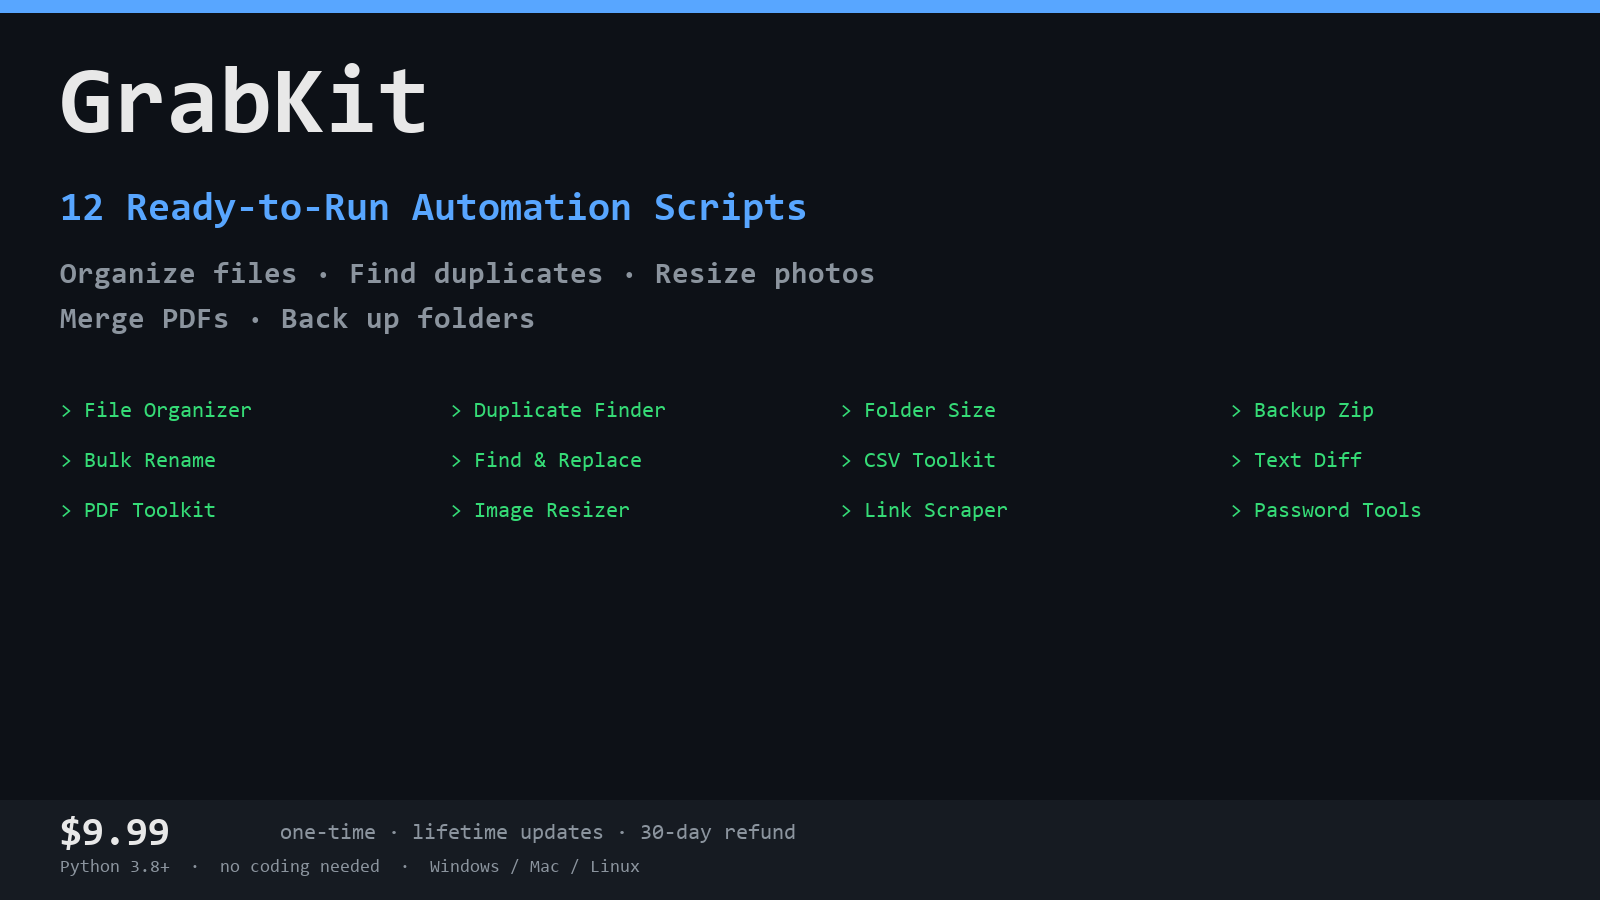 GrabKit
12 Ready-to-Run Automation Scripts
Organize files · Find duplicates · Resize photos
Merge PDFs · Back up folders
> File Organizer > Duplicate Finder > Folder Size > Backup Zip
> Bulk Rename > Find & Replace > CSV Toolkit > Text Diff
> PDF Toolkit > Image Resizer > Link Scraper > Password Tools
$9.99 one-time · lifetime updates · 30-day refund
Python 3.8+ · no coding needed · Windows / Mac / Linux